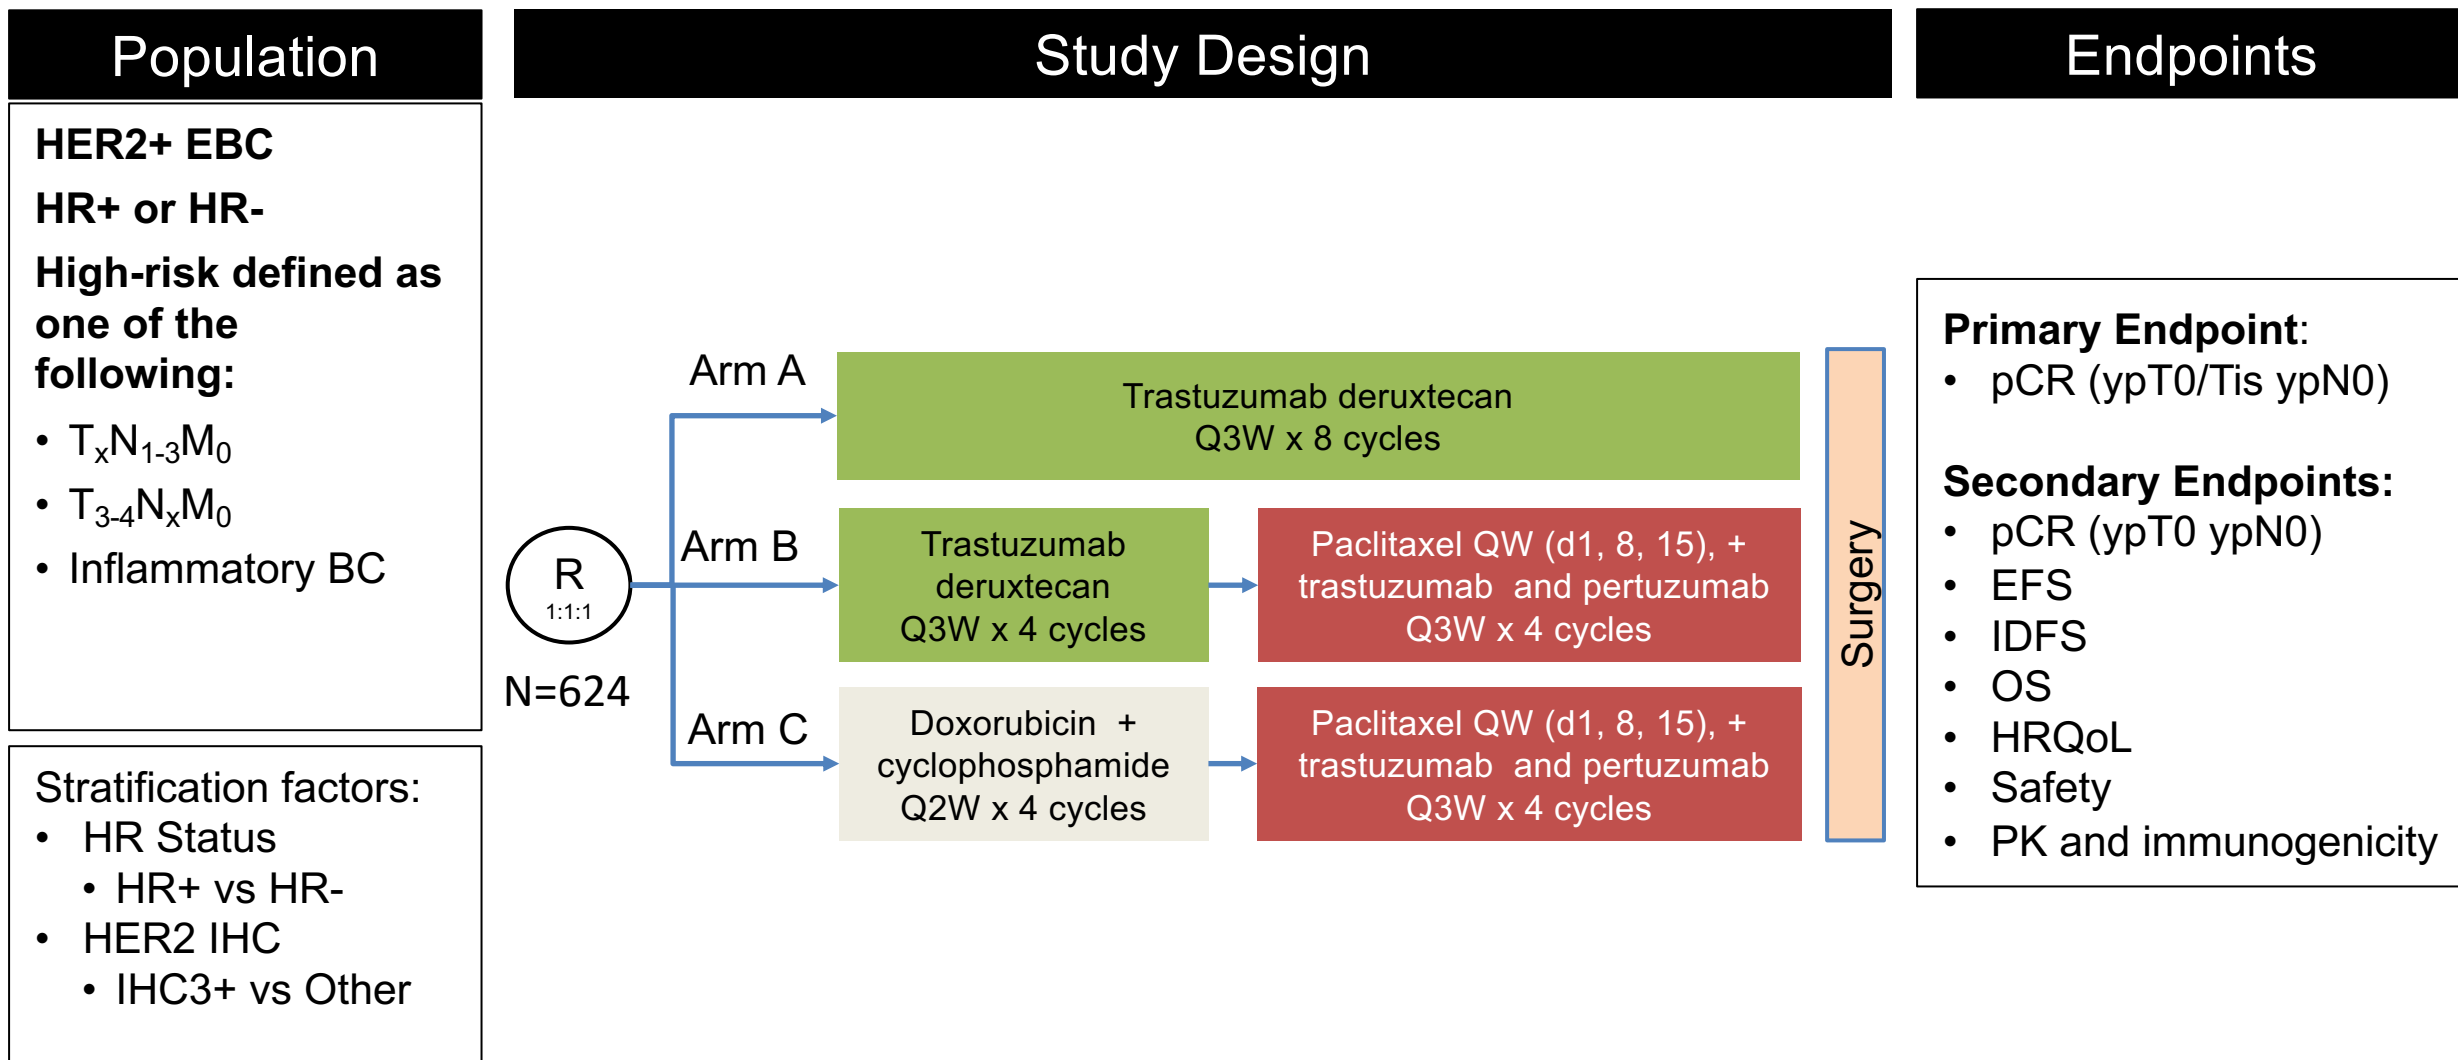 Population
HER2+ EBC
HR+ or HR-
High-risk defined as
one of the
following:
• TxN1-3M0
• T3-4NxM0
• Inflammatory BC
Stratification factors:
• HR Status
• HR+ vs HR-
• HER2 IHC
• IHC3+ vs Other
Study Design
R
1:1:1
N=624
Arm A
Trastuzumab deruxtecan
Q3W x 8 cycles
Arm B
Trastuzumab
deruxtecan
Q3W x 4 cycles
Paclitaxel QW (d1, 8, 15), +
trastuzumab and pertuzumab
Q3W x 4 cycles
Arm C
Doxorubicin +
cyclophosphamide
Q2W x 4 cycles
Paclitaxel QW (d1, 8, 15), +
trastuzumab and pertuzumab
Q3W x 4 cycles
Surgery
Endpoints
Primary Endpoint:
• pCR (ypT0/Tis ypN0)
Secondary Endpoints:
• pCR (ypT0 ypN0)
• EFS
• IDFS
• OS
• HRQoL
• Safety
• PK and immunogenicity